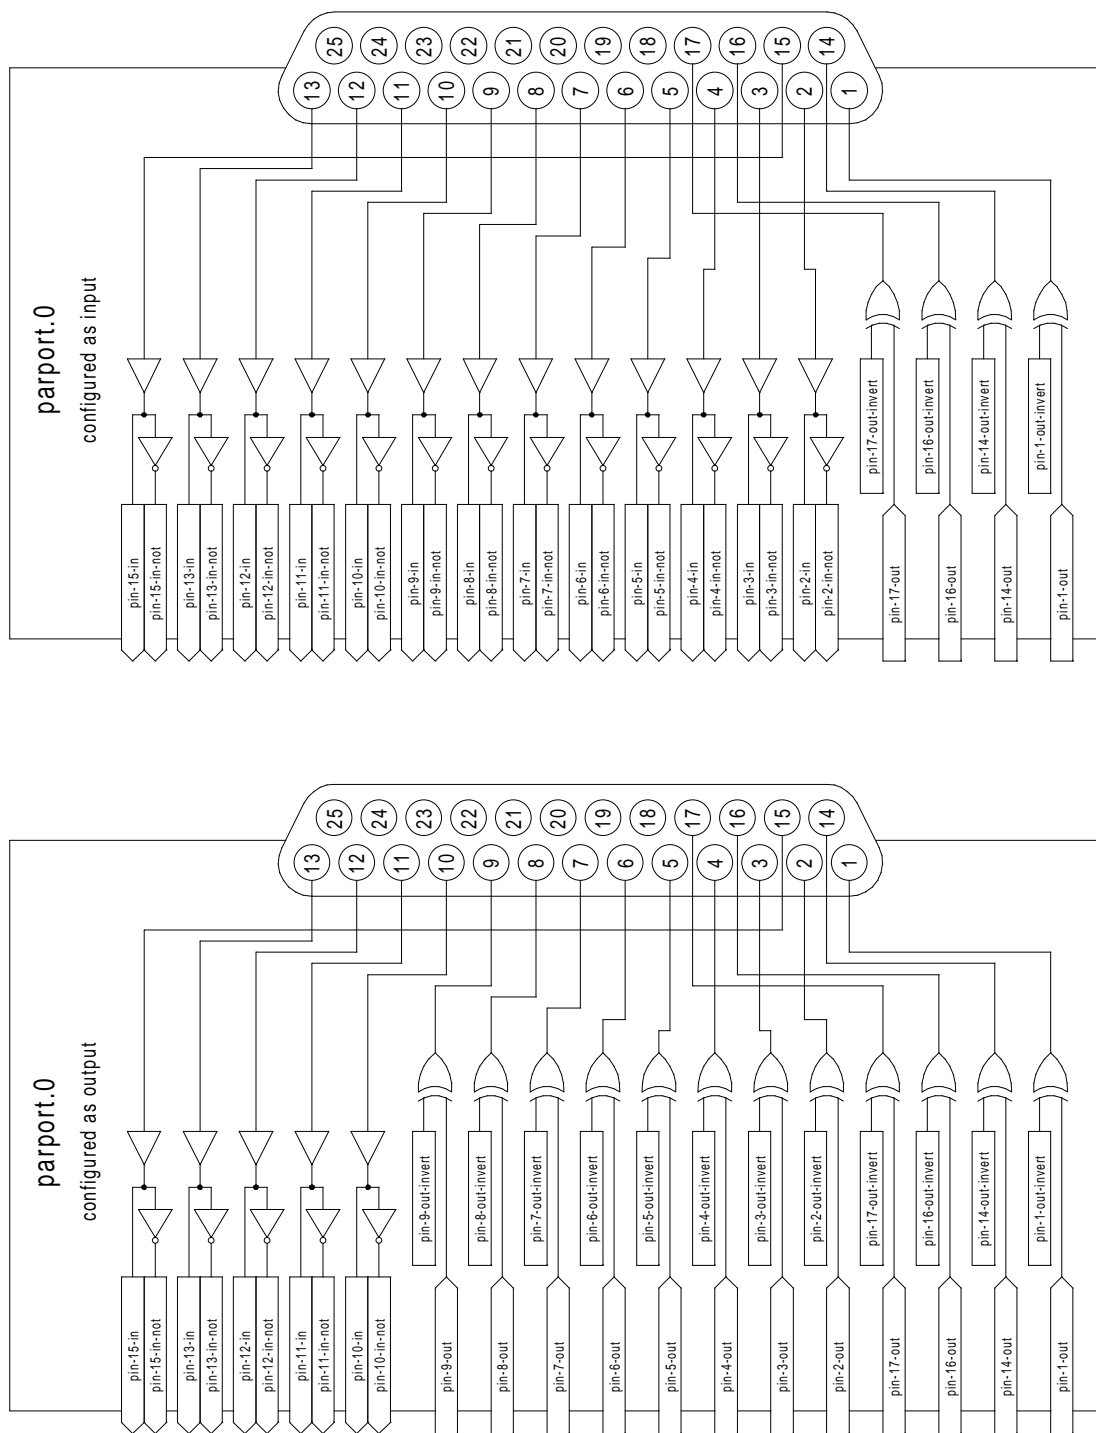 25 24 23 22 21 20 19 18 17 16 15 14
13 12 11 10 9 8 7 6 5 4 3 2 1
parport.0
configured as input
pin-17-out-invert
pin-16-out-invert
pin-14-out-invert
pin-1-out-invert
pin-15-in
pin-15-in-not
pin-13-in
pin-13-in-not
pin-12-in
pin-12-in-not
pin-11-in
pin-11-in-not
pin-10-in
pin-10-in-not
pin-9-in
pin-9-in-not
pin-8-in
pin-8-in-not
pin-7-in
pin-7-in-not
pin-6-in
pin-6-in-not
pin-5-in
pin-5-in-not
pin-4-in
pin-4-in-not
pin-3-in
pin-3-in-not
pin-2-in
pin-2-in-not
pin-17-out
pin-16-out
pin-14-out
pin-1-out
25 24 23 22 21 20 19 18 17 16 15 14
13 12 11 10 9 8 7 6 5 4 3 2 1
parport.0
configured as output
pin-9-out-invert
pin-8-out-invert
pin-7-out-invert
pin-6-out-invert
pin-5-out-invert
pin-4-out-invert
pin-3-out-invert
pin-2-out-invert
pin-17-out-invert
pin-16-out-invert
pin-14-out-invert
pin-1-out-invert
pin-15-in
pin-15-in-not
pin-13-in
pin-13-in-not
pin-12-in
pin-12-in-not
pin-11-in
pin-11-in-not
pin-10-in
pin-10-in-not
pin-9-out
pin-8-out
pin-7-out
pin-6-out
pin-5-out
pin-4-out
pin-3-out
pin-2-out
pin-17-out
pin-16-out
pin-14-out
pin-1-out